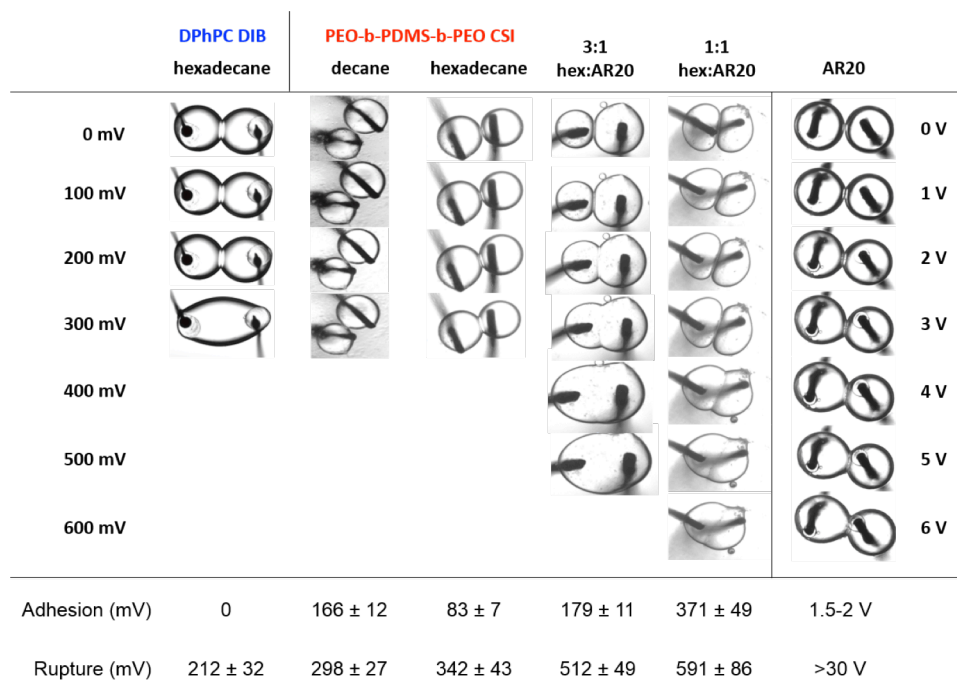 DPhPC DIB PEO-b-PDMS-b-PEO CSI 3:1 1:1
hexadecane decane hexadecane hex:AR20 hex:AR20 AR20
0 mV 0 V
100 mV 1 V
200 mV 2 V
300 mV 3 V
400 mV 4 V
500 mV 5 V
600 mV 6 V
Adhesion (mV) 0 166 ± 12 83 ± 7 179 ± 11 371 ± 49 1.5-2 V
Rupture (mV) 212 ± 32 298 ± 27 342 ± 43 512 ± 49 591 ± 86 >30 V